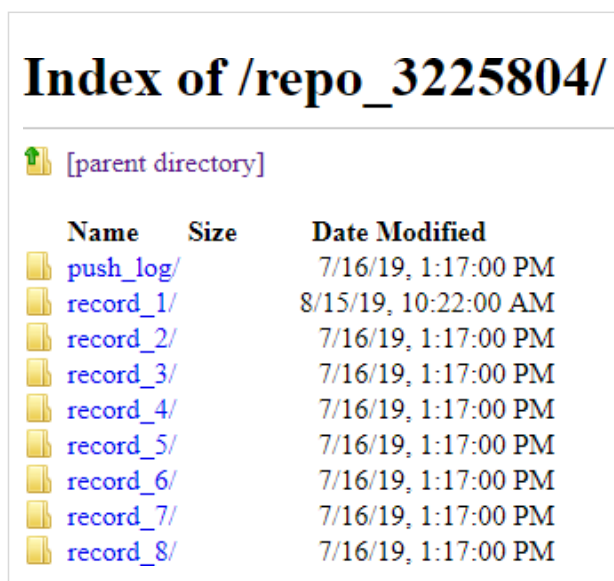 Index of /repo_3225804/
[parent directory]
Name Size Date Modified
push_log/ 7/16/19, 1:17:00 PM
record_1/ 8/15/19, 10:22:00 AM
record_2/ 7/16/19, 1:17:00 PM
record_3/ 7/16/19, 1:17:00 PM
record_4/ 7/16/19, 1:17:00 PM
record_5/ 7/16/19, 1:17:00 PM
record_6/ 7/16/19, 1:17:00 PM
record_7/ 7/16/19, 1:17:00 PM
record_8/ 7/16/19, 1:17:00 PM